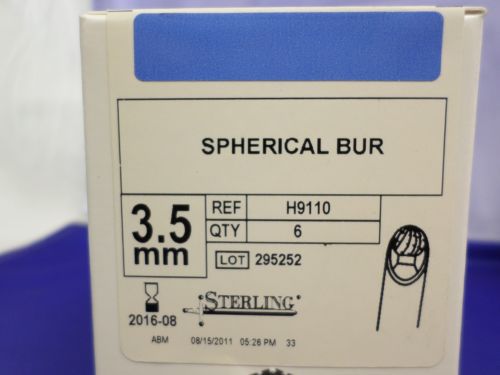 SPHERICAL BUR
3.5 mm
REF H9110
QTY 6
LOT 295252
2016-08
STERLING
ABM 08/15/2011 05:26 PM 33